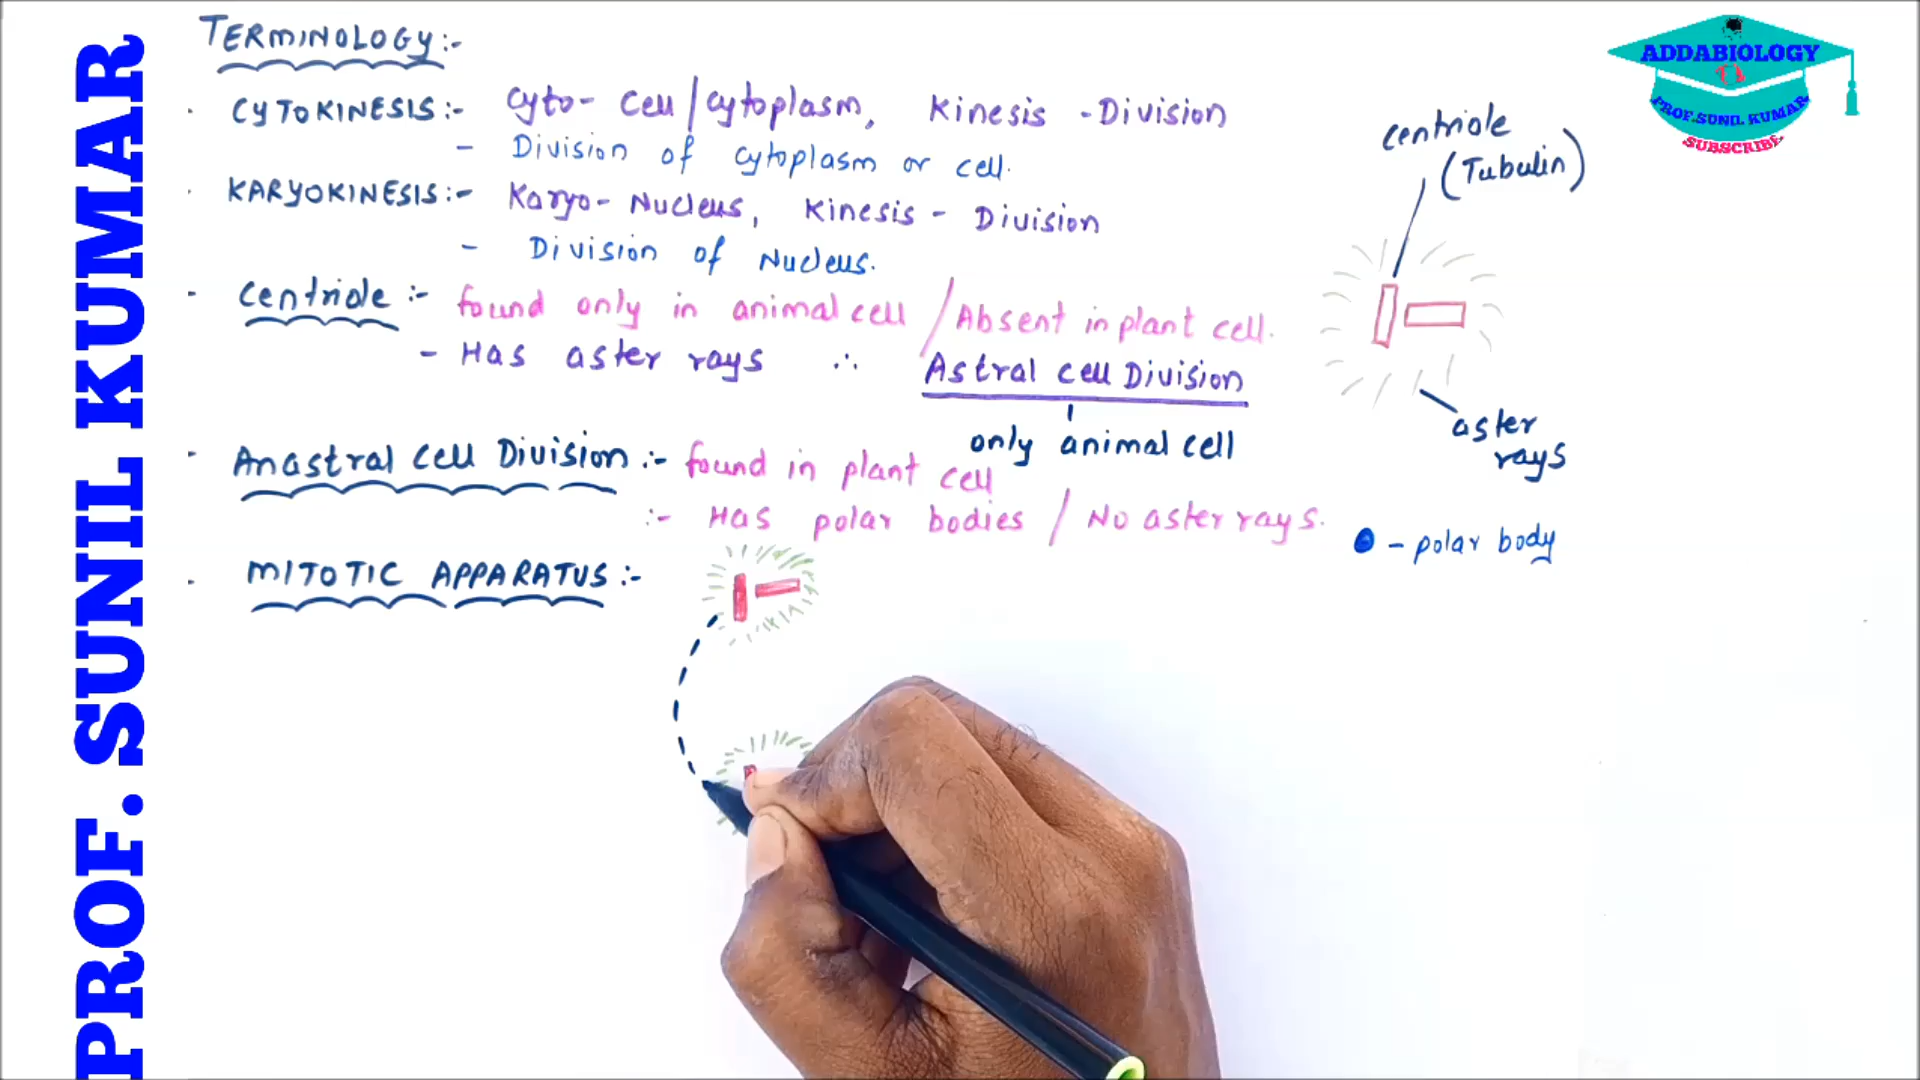 PROF. SUNIL KUMAR
TERMINOLOGY:-
CYTOKINESIS:- Cyto- Cell/cytoplasm, Kinesis -Division
- Division of cytoplasm or cell.
KARYOKINESIS:- Karyo- Nucleus, Kinesis - Division
- Division of Nucleus.
Centriole :- found only in animal cell / Absent in plant cell.
- Has aster rays ∴ Astral cell Division
only animal cell
Anastral Cell Division:- found in plant cell
:- Has polar bodies / No aster rays.
MITOTIC APPARATUS:-
centriole
(Tubulin)
aster
rays
- polar body
ADDABIOLOGY
PROF.SUNIL KUMAR
SUBSCRIBE